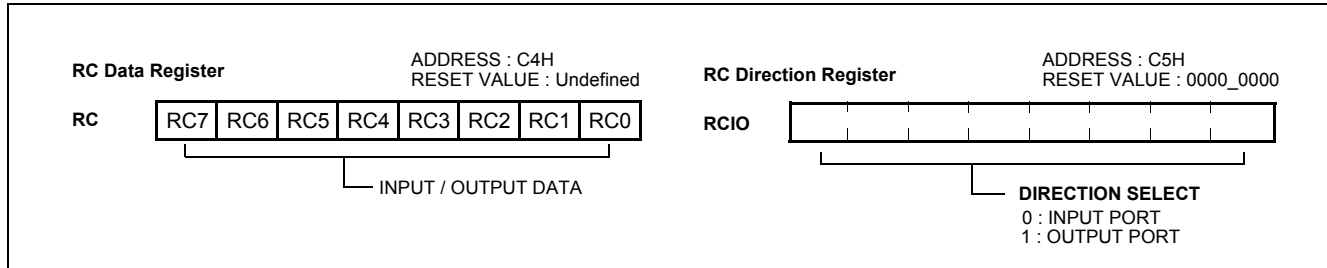 RC Data Register
ADDRESS : C4H
RESET VALUE : Undefined
RC
RC7 RC6 RC5 RC4 RC3 RC2 RC1 RC0
INPUT / OUTPUT DATA
RC Direction Register
ADDRESS : C5H
RESET VALUE : 0000_0000
RCIO
DIRECTION SELECT
0 : INPUT PORT
1 : OUTPUT PORT